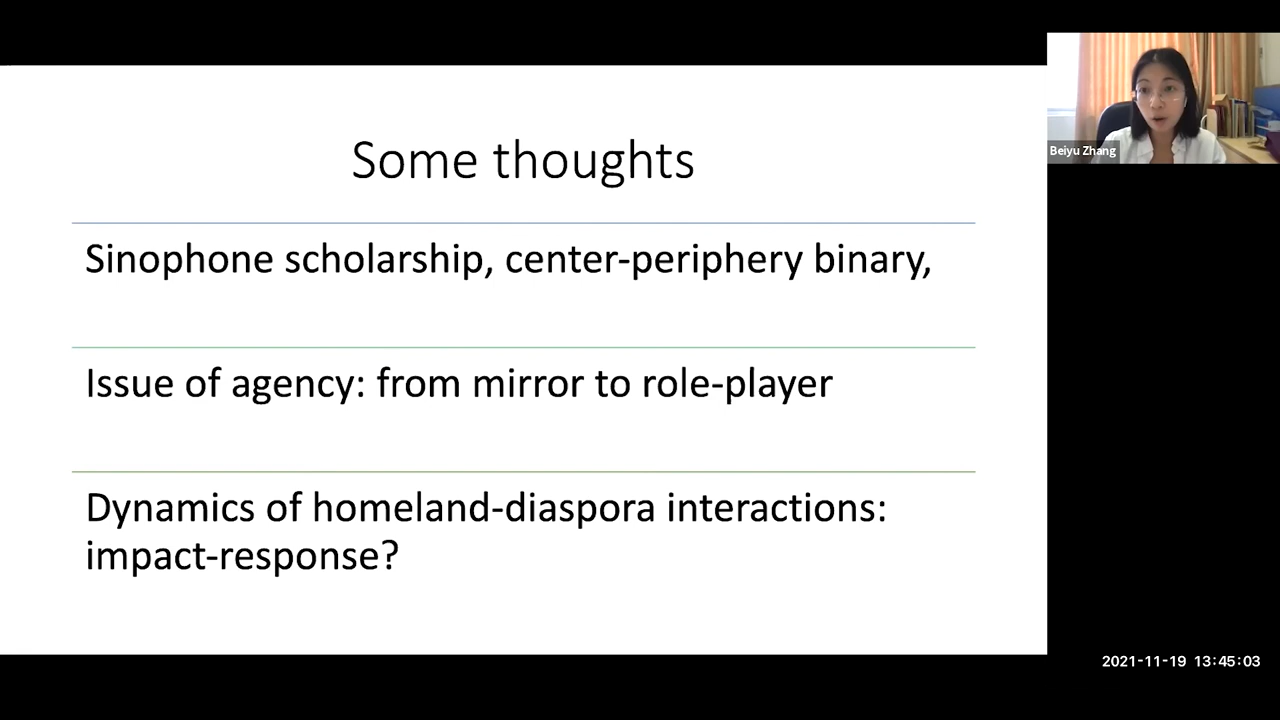 Some thoughts
Sinophone scholarship, center-periphery binary,
Issue of agency: from mirror to role-player
Dynamics of homeland-diaspora interactions:
impact-response?
Beiyu Zhang
2021-11-19 13:45:03